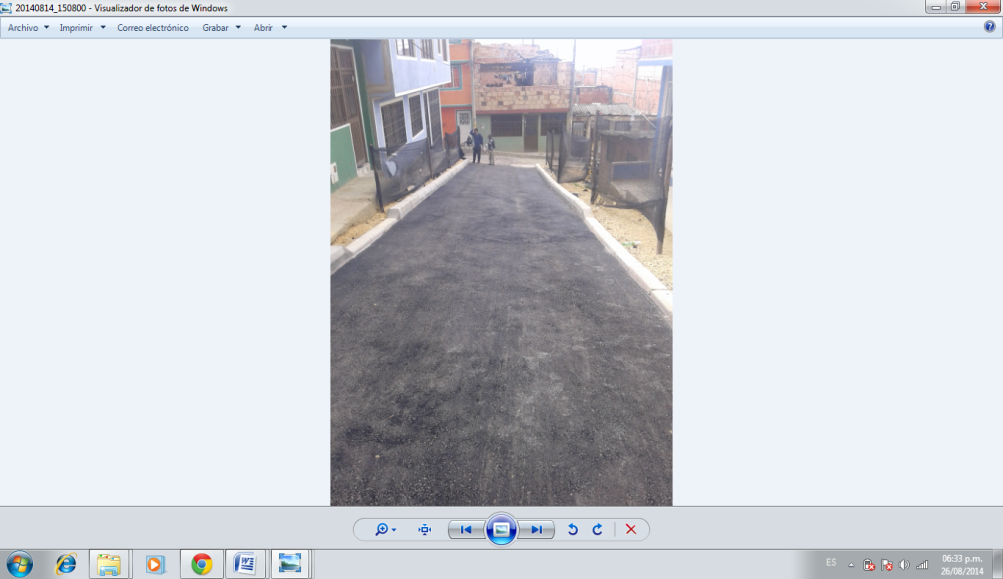 20140814_150800 - Visualizador de fotos de Windows
Archivo Imprimir Correo electrónico Grabar Abrir
ES
06:33 p.m.
26/08/2014